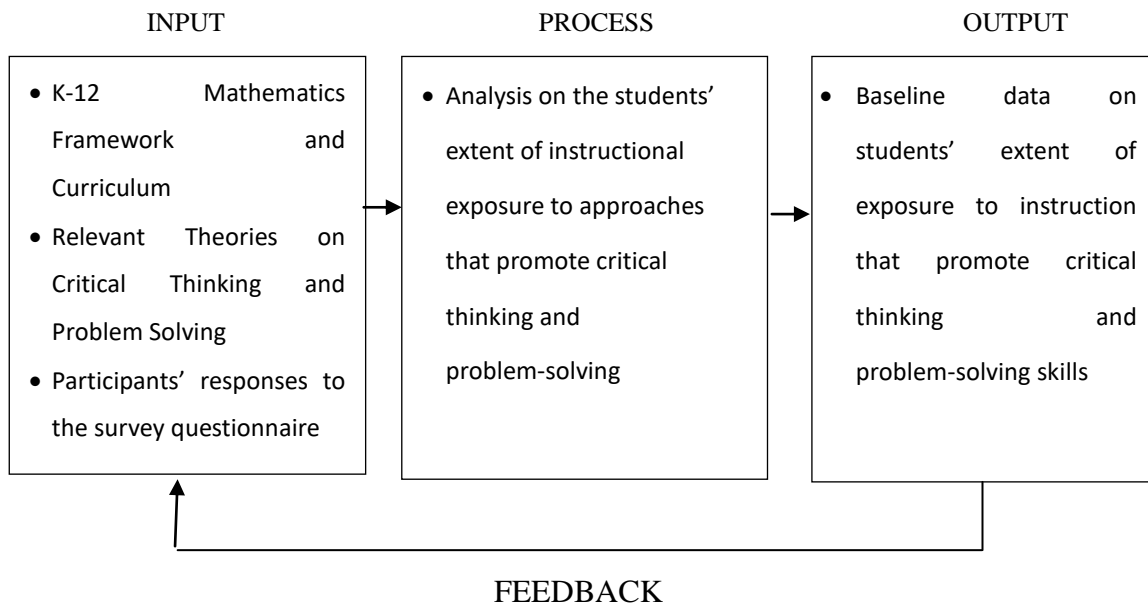 INPUT
PROCESS
OUTPUT
• K-12 Mathematics
Framework and
Curriculum
• Relevant Theories on
Critical Thinking and
Problem Solving
• Participants’ responses to
the survey questionnaire
• Analysis on the students’
extent of instructional
exposure to approaches
that promote critical
thinking and
problem-solving
• Baseline data on
students’ extent of
exposure to instruction
that promote critical
thinking and
problem-solving skills
FEEDBACK